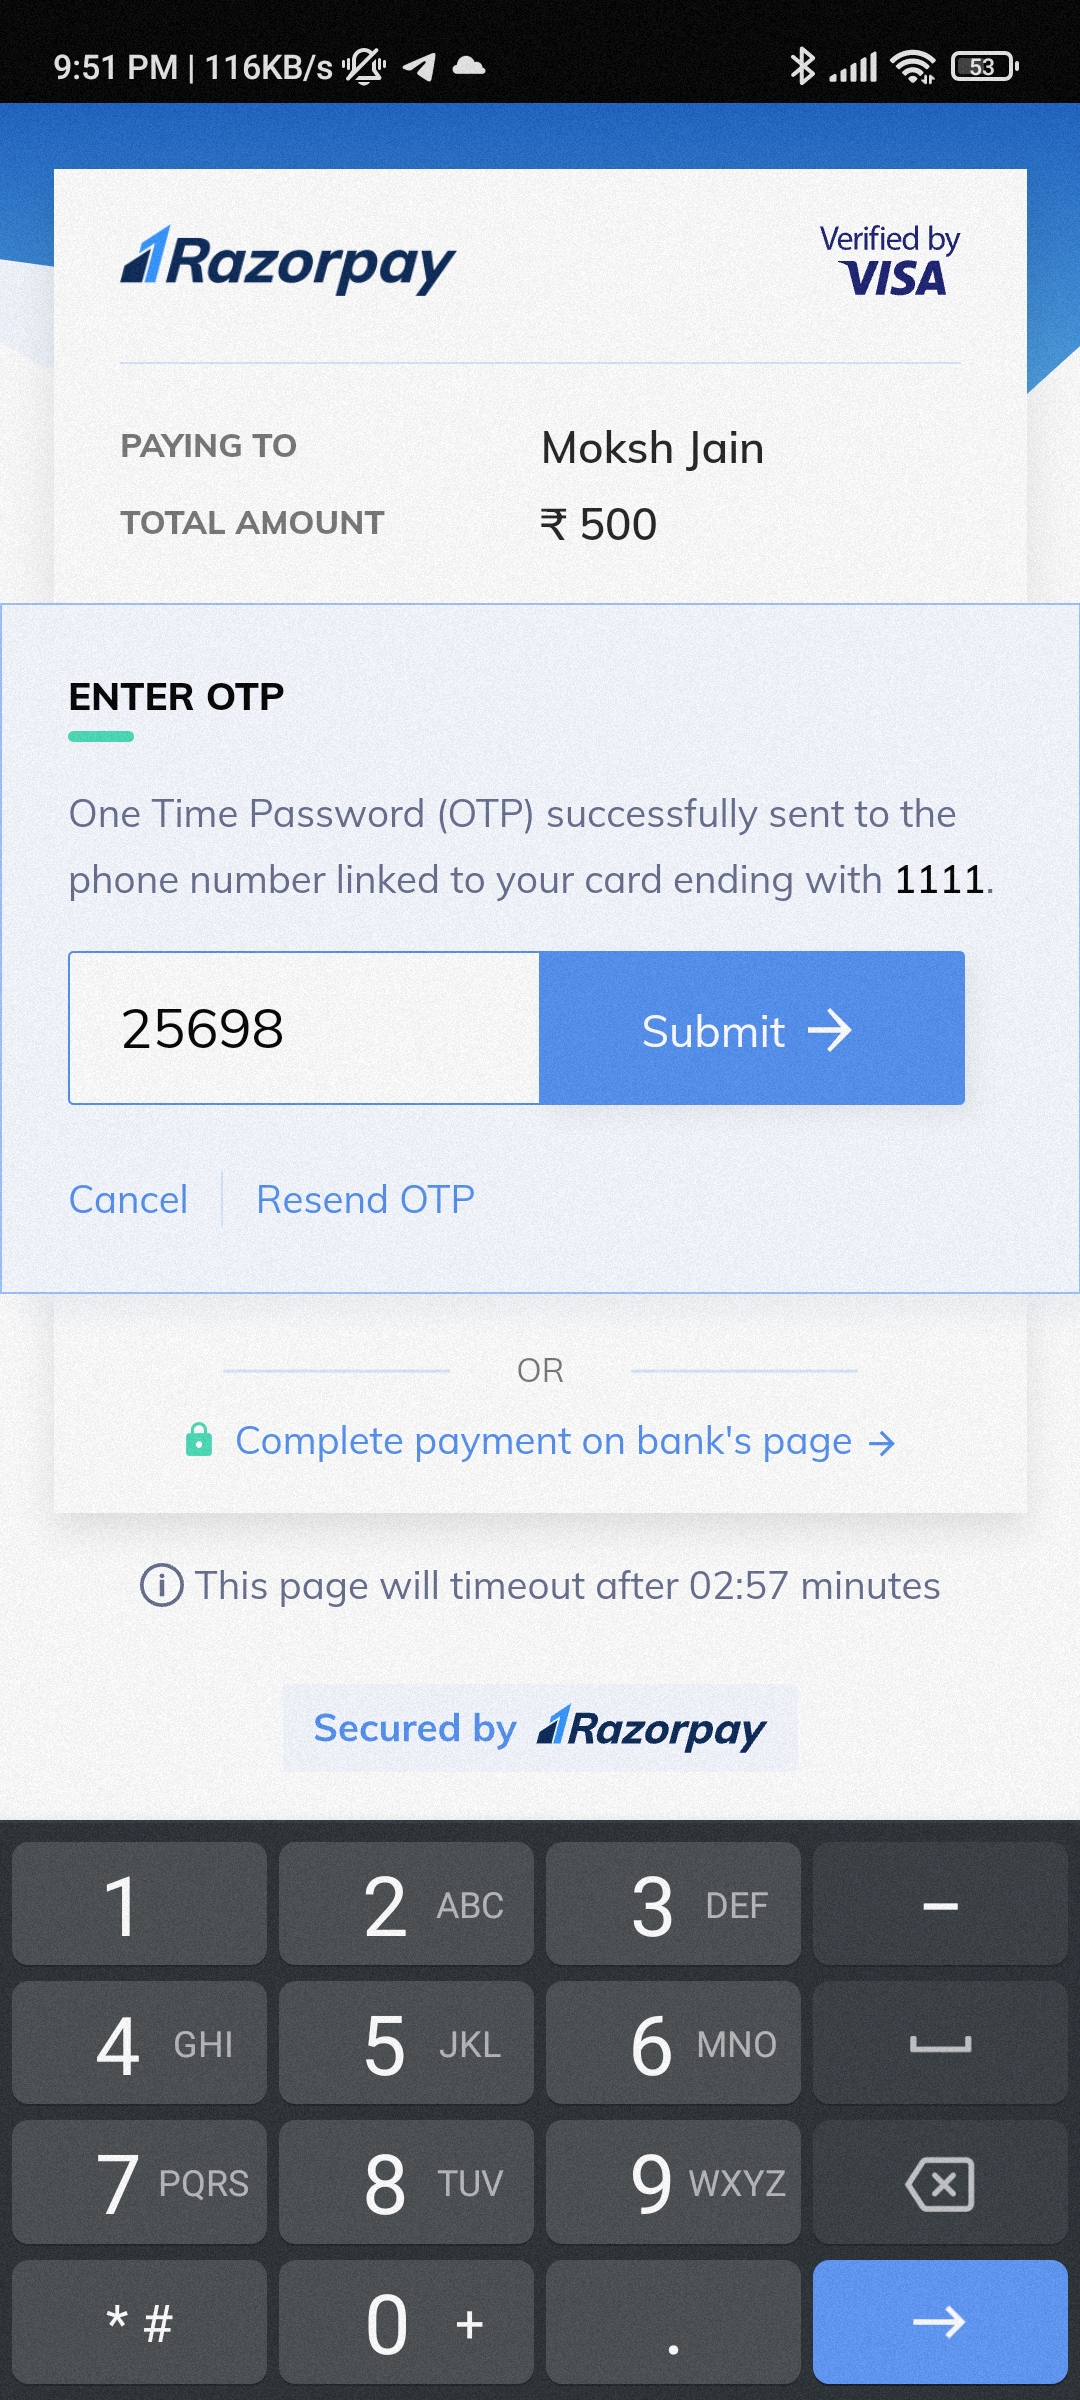 9:51 PM | 116KB/s
53
Razorpay
Verified by
VISA
PAYING TO Moksh Jain
TOTAL AMOUNT ₹ 500
ENTER OTP
One Time Password (OTP) successfully sent to the
phone number linked to your card ending with 1111.
25698
Submit →
Cancel
Resend OTP
OR
Complete payment on bank's page →
This page will timeout after 02:57 minutes
Secured by Razorpay
1
2 ABC
3 DEF
–
4 GHI
5 JKL
6 MNO
7 PQRS
8 TUV
9 WXYZ
* #
0 +
.